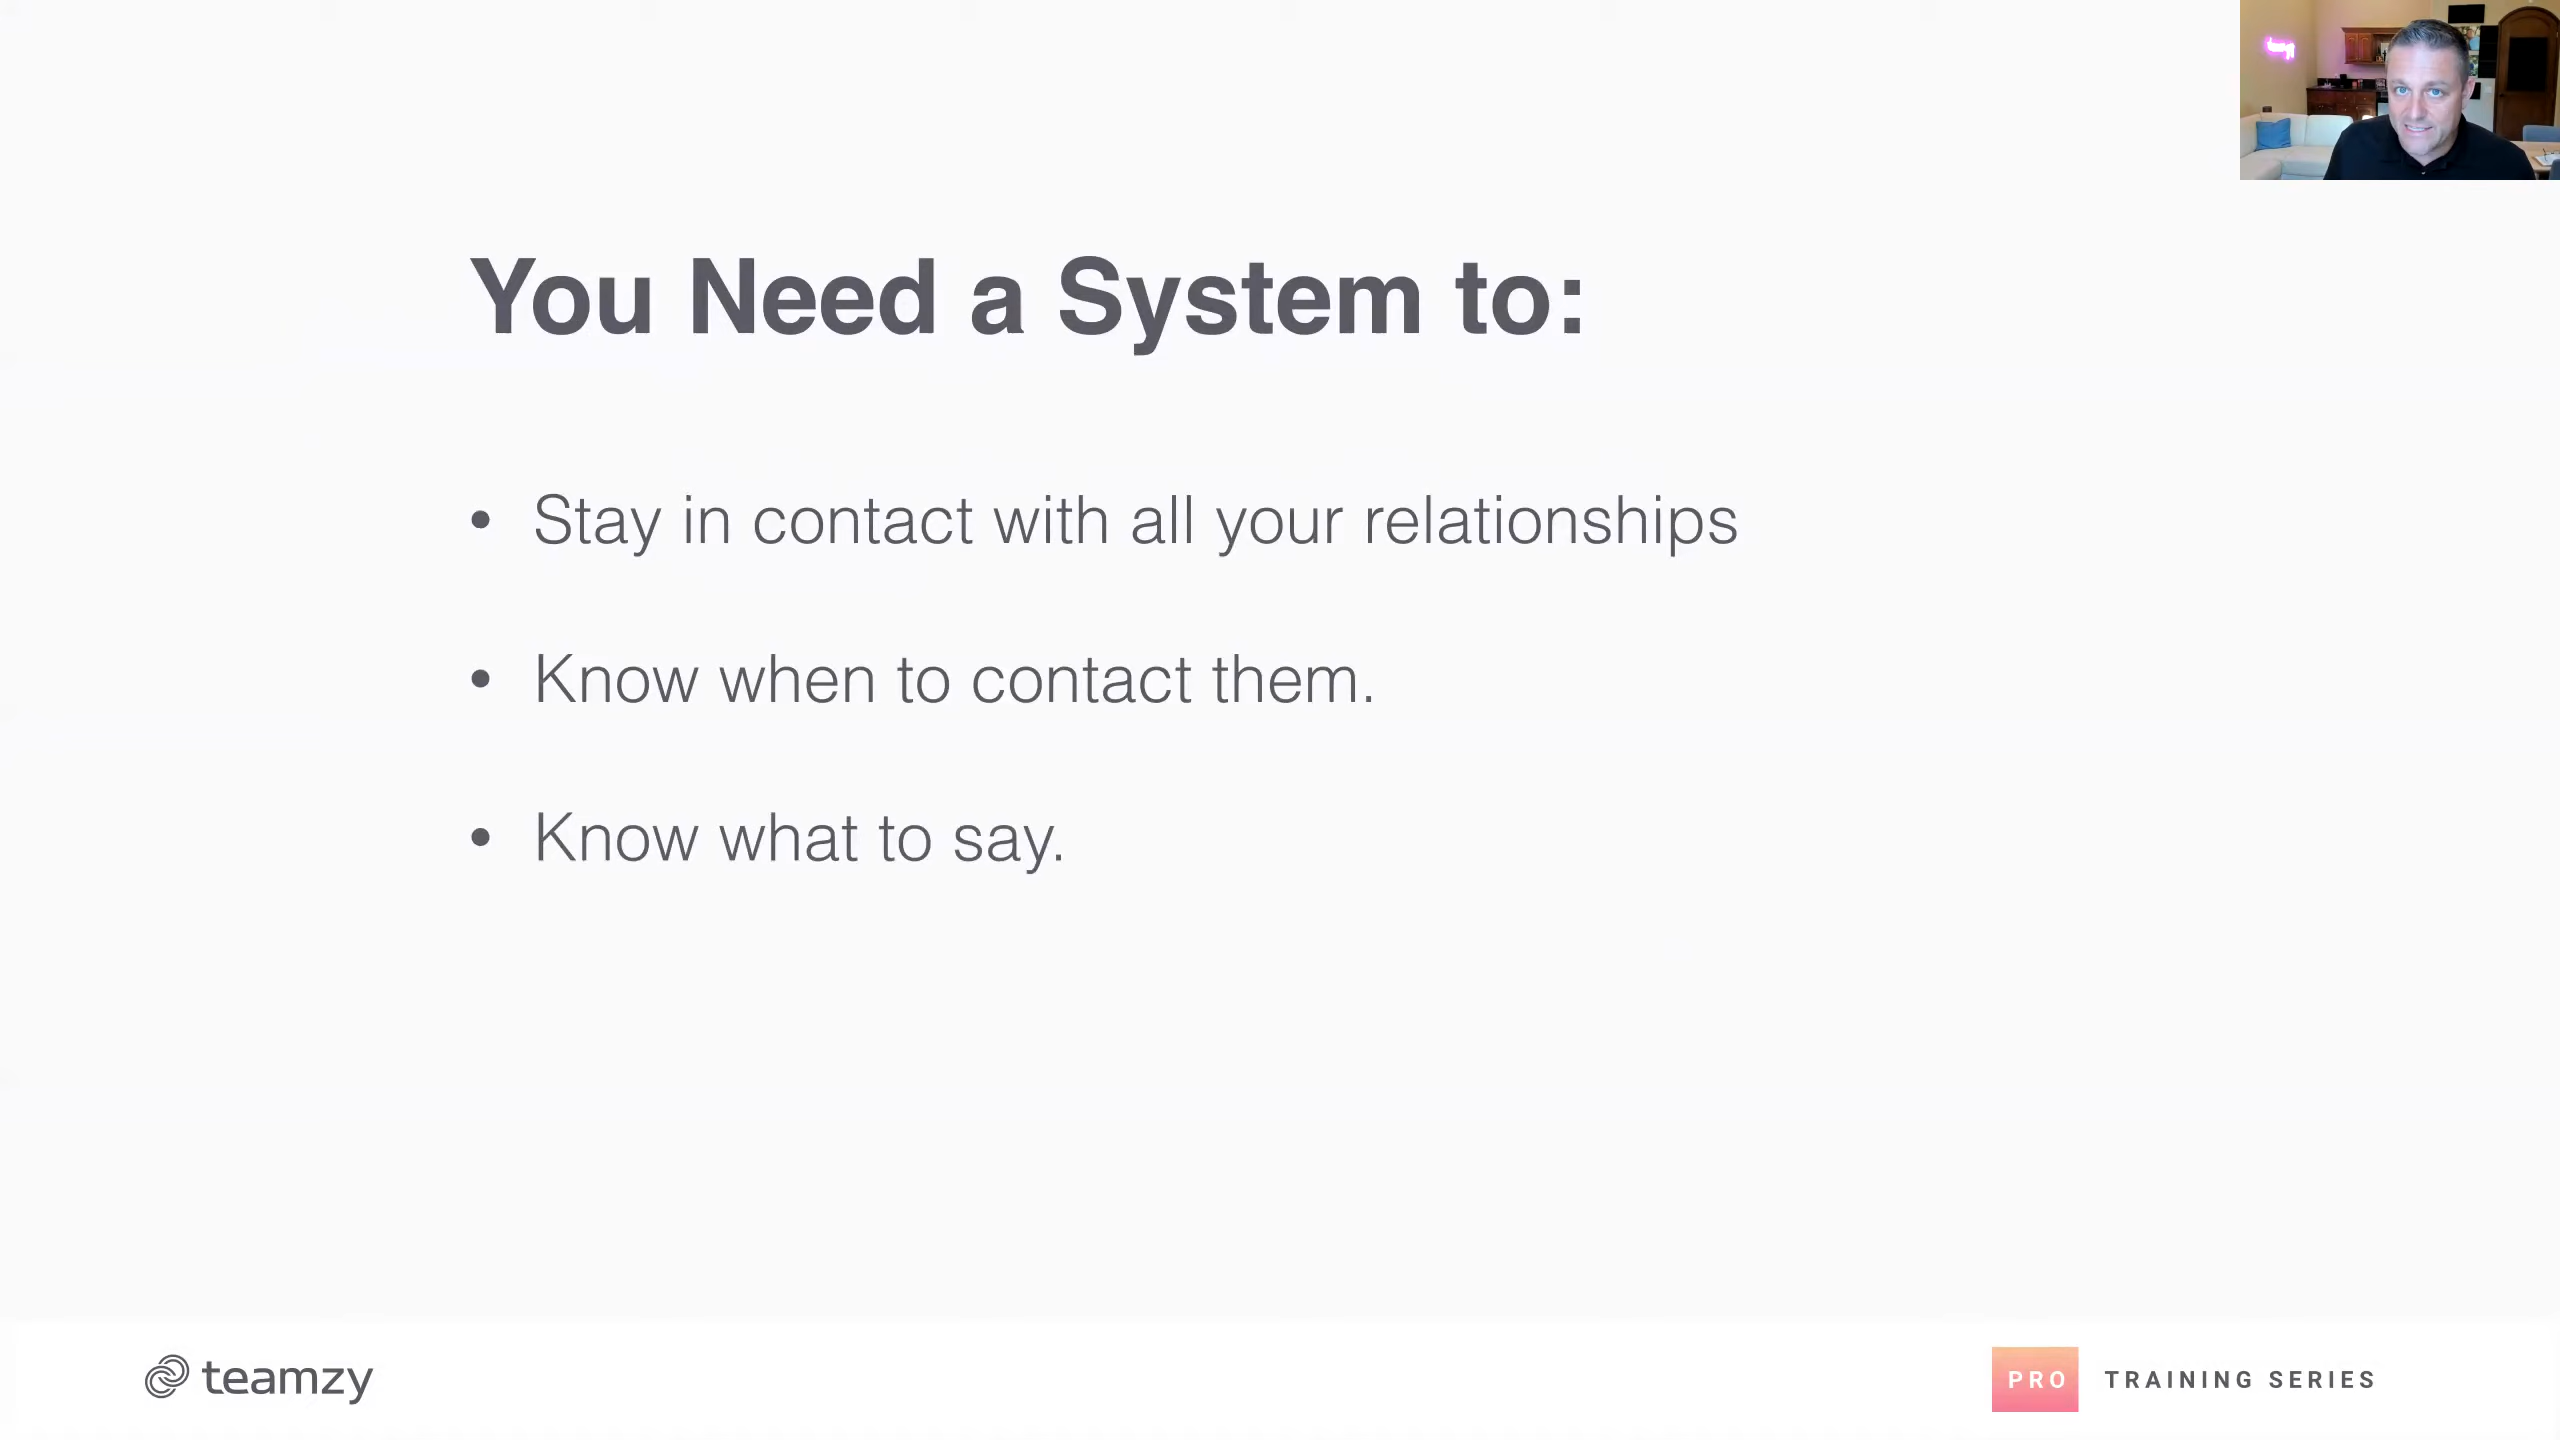 You Need a System to:
• Stay in contact with all your relationships
• Know when to contact them.
• Know what to say.
teamzy
PRO TRAINING SERIES